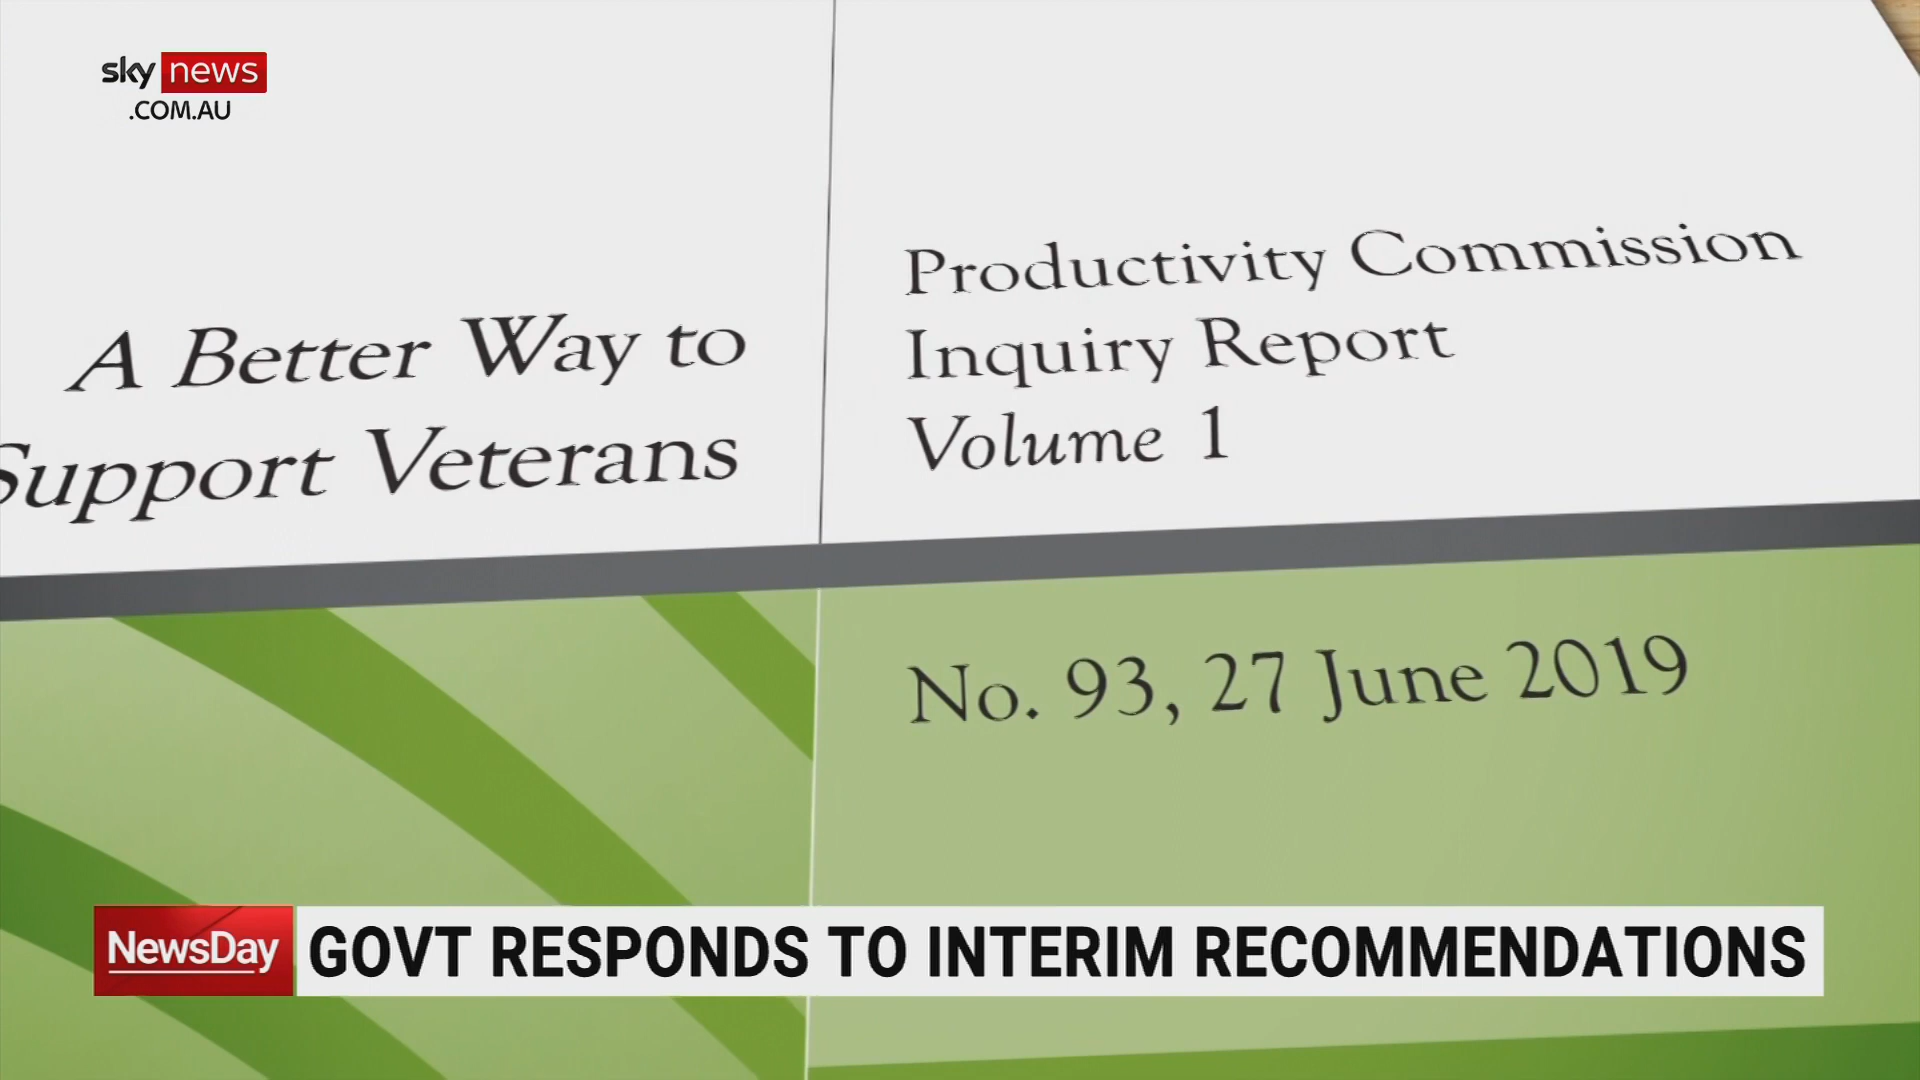 sky news
.COM.AU
A Better Way to
Support Veterans
Productivity Commission
Inquiry Report
Volume 1
No. 93, 27 June 2019
NewsDay
GOVT RESPONDS TO INTERIM RECOMMENDATIONS